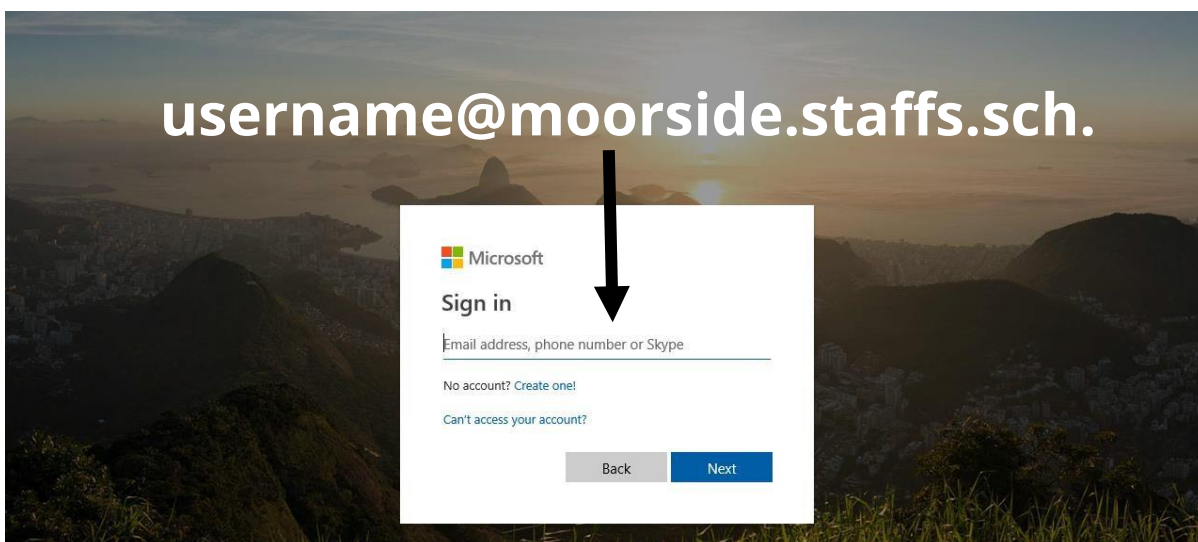 username@moorside.staffs.sch.
Microsoft
Sign in
Email address, phone number or Skype
No account? Create one!
Can't access your account?
Back Next